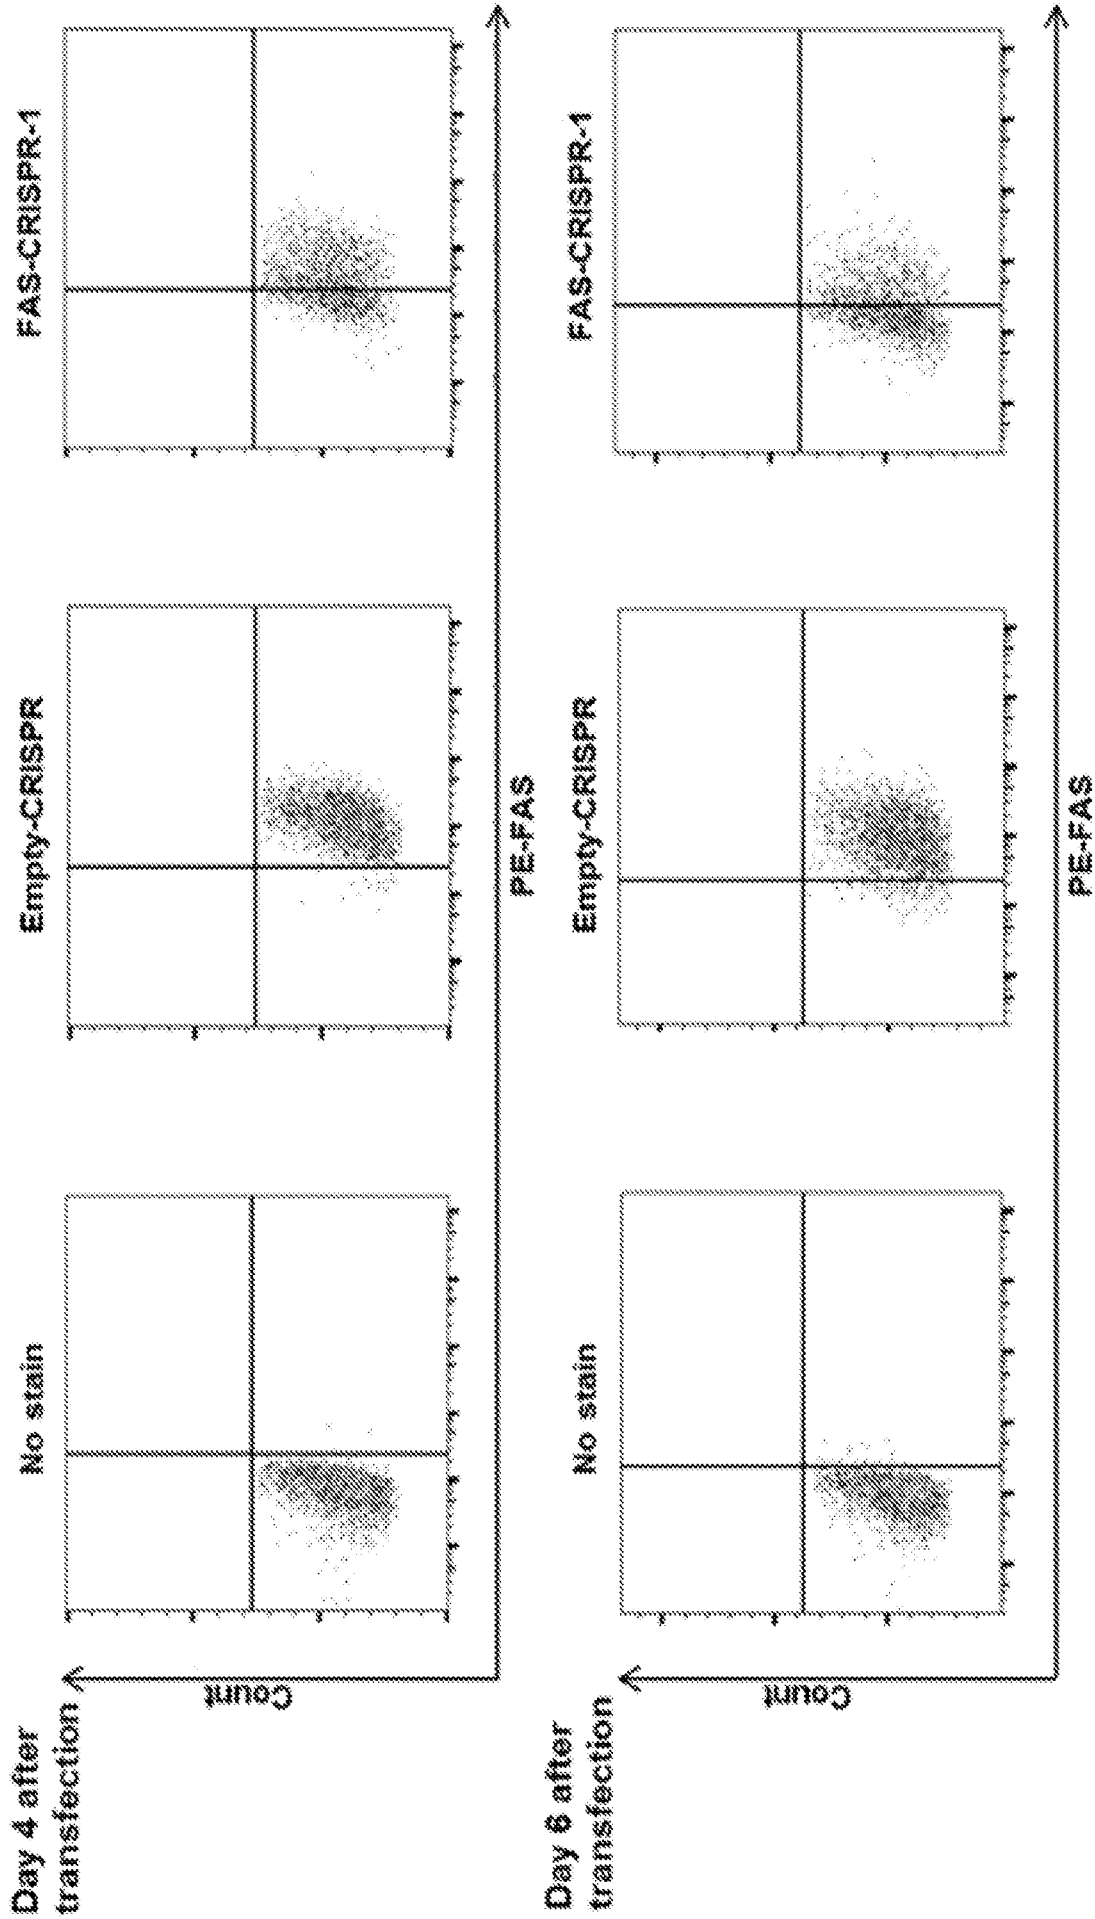 Day 4 after
transfection
No stain
Empty-CRISPR
FAS-CRISPR-1
Count
PE-FAS
Day 6 after
transfection
No stain
Empty-CRISPR
FAS-CRISPR-1
Count
PE-FAS